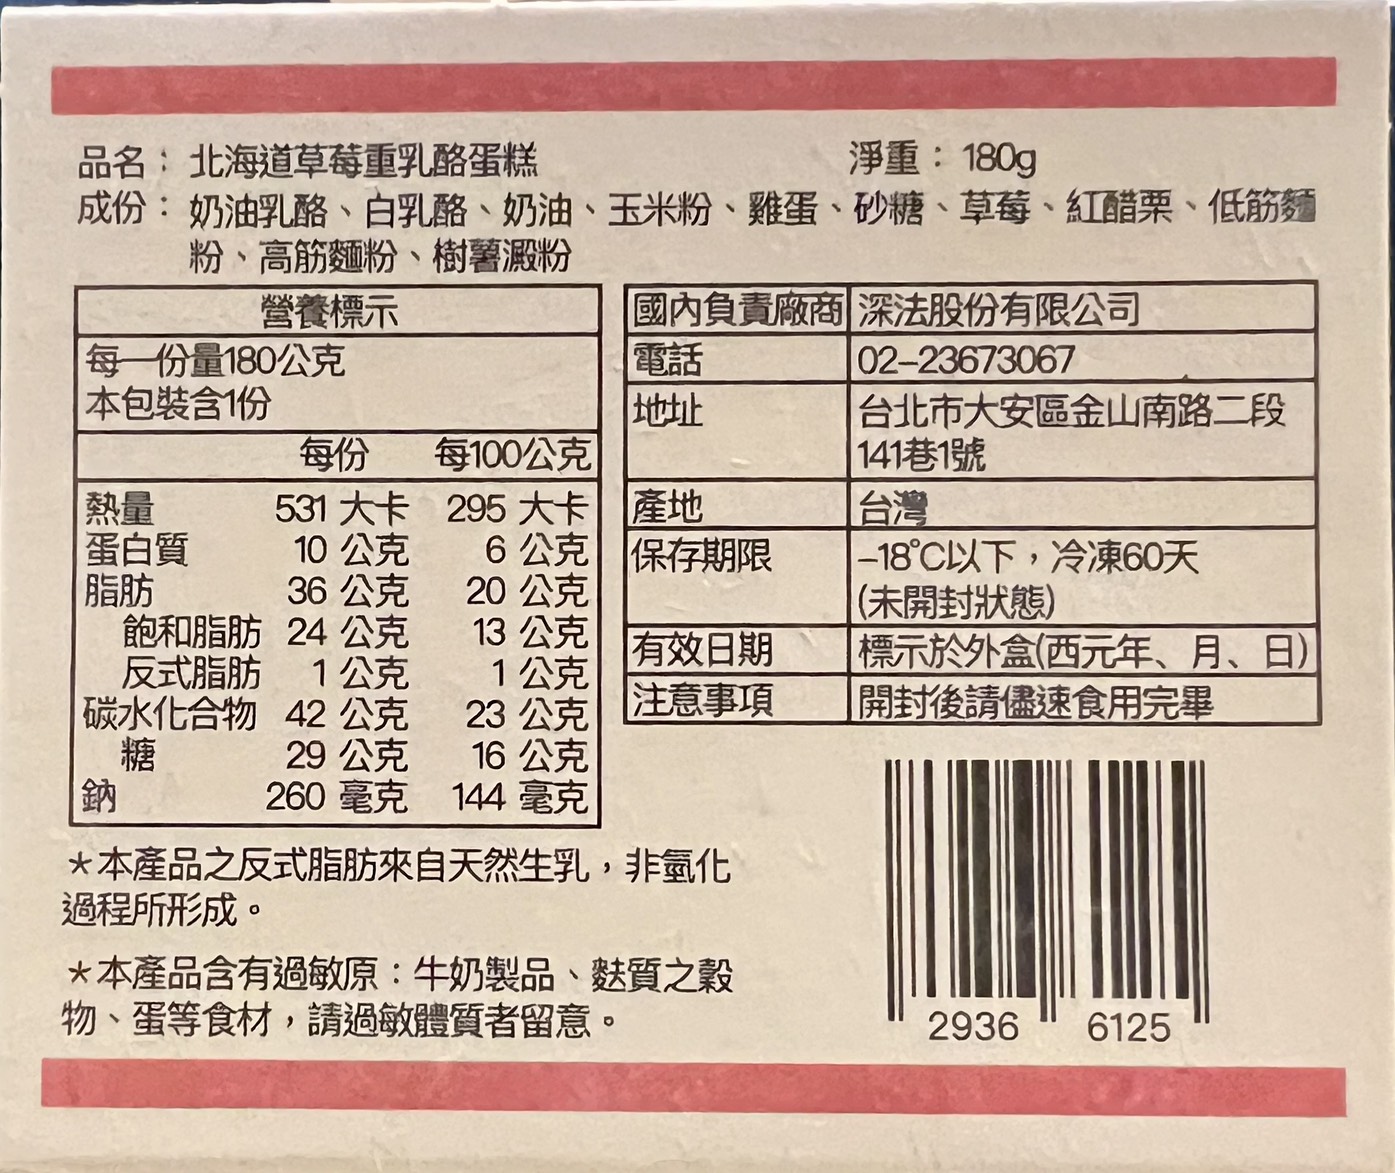 品名：北海道草莓重乳酪蛋糕 淨重：180g
成份：奶油乳酪、白乳酪、奶油、玉米粉、雞蛋、砂糖、草莓、紅醋栗、低筋麵
粉、高筋麵粉、樹薯澱粉
營養標示
每一份量180公克
本包裝含1份
每份 每100公克
熱量 531 大卡 295 大卡
蛋白質 10 公克 6 公克
脂肪 36 公克 20 公克
飽和脂肪 24 公克 13 公克
反式脂肪 1 公克 1 公克
碳水化合物 42 公克 23 公克
糖 29 公克 16 公克
鈉 260 毫克 144 毫克
國內負責廠商 深法股份有限公司
電話 02-23673067
地址 台北市大安區金山南路二段
141巷1號
產地 台灣
保存期限 -18°C以下，冷凍60天
(未開封狀態)
有效日期 標示於外盒(西元年、月、日)
注意事項 開封後請儘速食用完畢
＊本產品之反式脂肪來自天然生乳，非氫化
過程所形成。
＊本產品含有過敏原：牛奶製品、麩質之穀
物、蛋等食材，請過敏體質者留意。
2936 6125